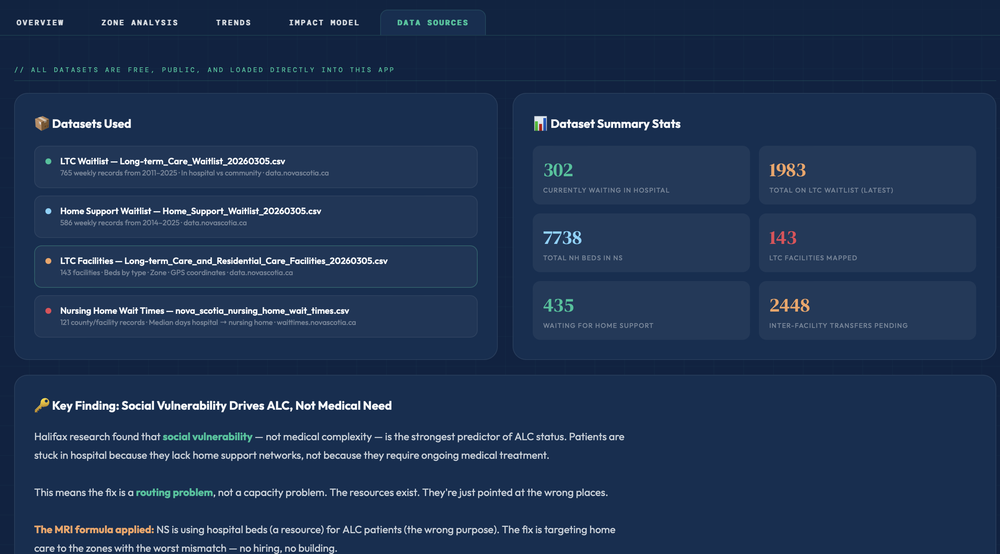 OVERVIEW
ZONE ANALYSIS
TRENDS
IMPACT MODEL
DATA SOURCES
// ALL DATASETS ARE FREE, PUBLIC, AND LOADED DIRECTLY INTO THIS APP
Datasets Used
LTC Waitlist — Long-term_Care_Waitlist_20260305.csv
765 weekly records from 2011–2025 · In hospital vs community · data.novascotia.ca
Home Support Waitlist — Home_Support_Waitlist_20260305.csv
586 weekly records from 2014–2025 · data.novascotia.ca
LTC Facilities — Long-term_Care_and_Residential_Care_Facilities_20260305.csv
143 facilities · Beds by type · Zone · GPS coordinates · data.novascotia.ca
Nursing Home Wait Times — nova_scotia_nursing_home_wait_times.csv
121 county/facility records · Median days hospital → nursing home · waittimes.novascotia.ca
Dataset Summary Stats
302
CURRENTLY WAITING IN HOSPITAL
1983
TOTAL ON LTC WAITLIST (LATEST)
7738
TOTAL NH BEDS IN NS
143
LTC FACILITIES MAPPED
435
WAITING FOR HOME SUPPORT
2448
INTER-FACILITY TRANSFERS PENDING
Key Finding: Social Vulnerability Drives ALC, Not Medical Need
Halifax research found that social vulnerability — not medical complexity — is the strongest predictor of ALC status. Patients are
stuck in hospital because they lack home support networks, not because they require ongoing medical treatment.
This means the fix is a routing problem, not a capacity problem. The resources exist. They're just pointed at the wrong places.
The MRI formula applied: NS is using hospital beds (a resource) for ALC patients (the wrong purpose). The fix is targeting home
care to the zones with the worst mismatch — no hiring, no building.